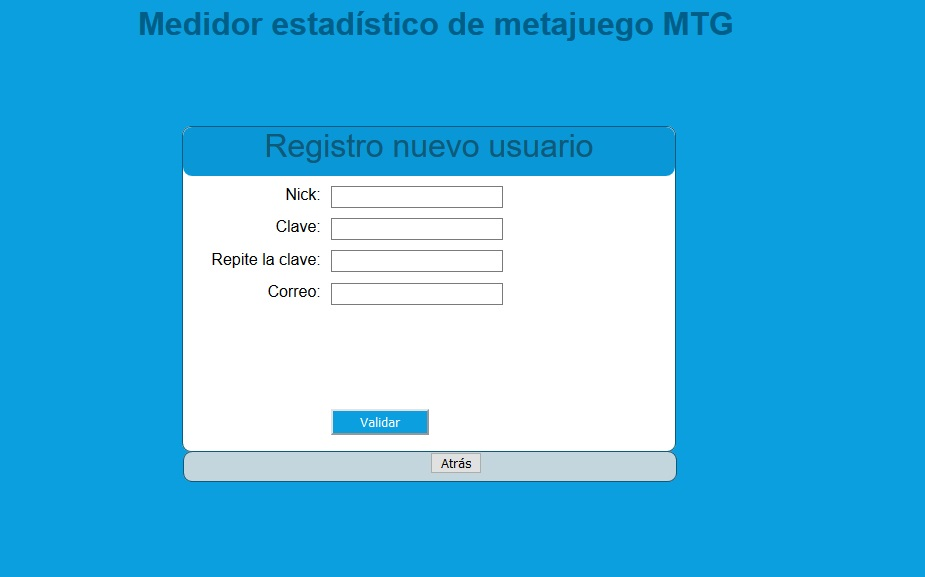 Medidor estadístico de metajuego MTG
Registro nuevo usuario
Nick:
Clave:
Repite la clave:
Correo:
Validar
Atrás